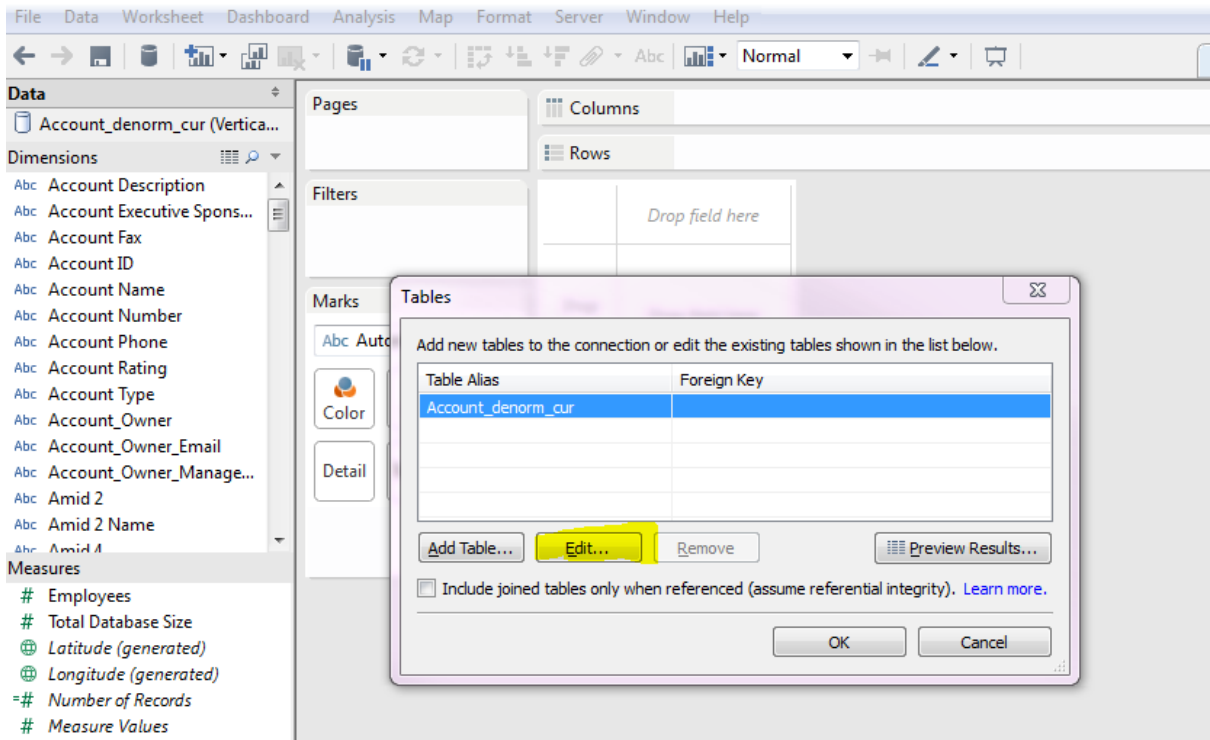 File Data Worksheet Dashboard Analysis Map Format Server Window Help
Abc Normal
Data
Account_denorm_cur (Vertica...
Dimensions
Abc Account Description
Abc Account Executive Spons...
Abc Account Fax
Abc Account ID
Abc Account Name
Abc Account Number
Abc Account Phone
Abc Account Rating
Abc Account Type
Abc Account_Owner
Abc Account_Owner_Email
Abc Account_Owner_Manage...
Abc Amid 2
Abc Amid 2 Name
Abc Amid 4
Measures
# Employees
# Total Database Size
Latitude (generated)
Longitude (generated)
=# Number of Records
# Measure Values
Pages
Filters
Marks
Abc Auto
Color
Detail
Columns
Rows
Drop field here
Tables
Add new tables to the connection or edit the existing tables shown in the list below.
Table Alias Foreign Key
Account_denorm_cur
Add Table... Edit... Remove Preview Results...
Include joined tables only when referenced (assume referential integrity). Learn more.
OK Cancel